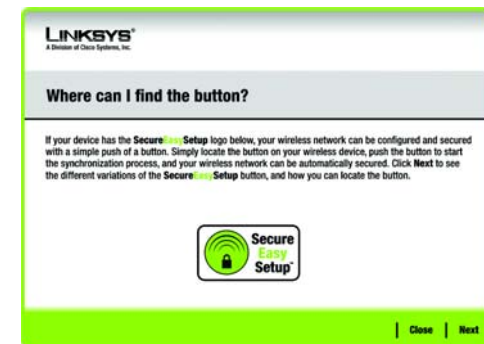 LINKSYS®
A Division of Cisco Systems, Inc.
Where can I find the button?
If your device has the SecureEasySetup logo below, your wireless network can be configured and secured
with a simple push of a button. Simply locate the button on your wireless device, push the button to start
the synchronization process, and your wireless network can be automatically secured. Click Next to see
the different variations of the SecureEasySetup button, and how you can locate the button.
Secure
Easy
Setup™
Close | Next